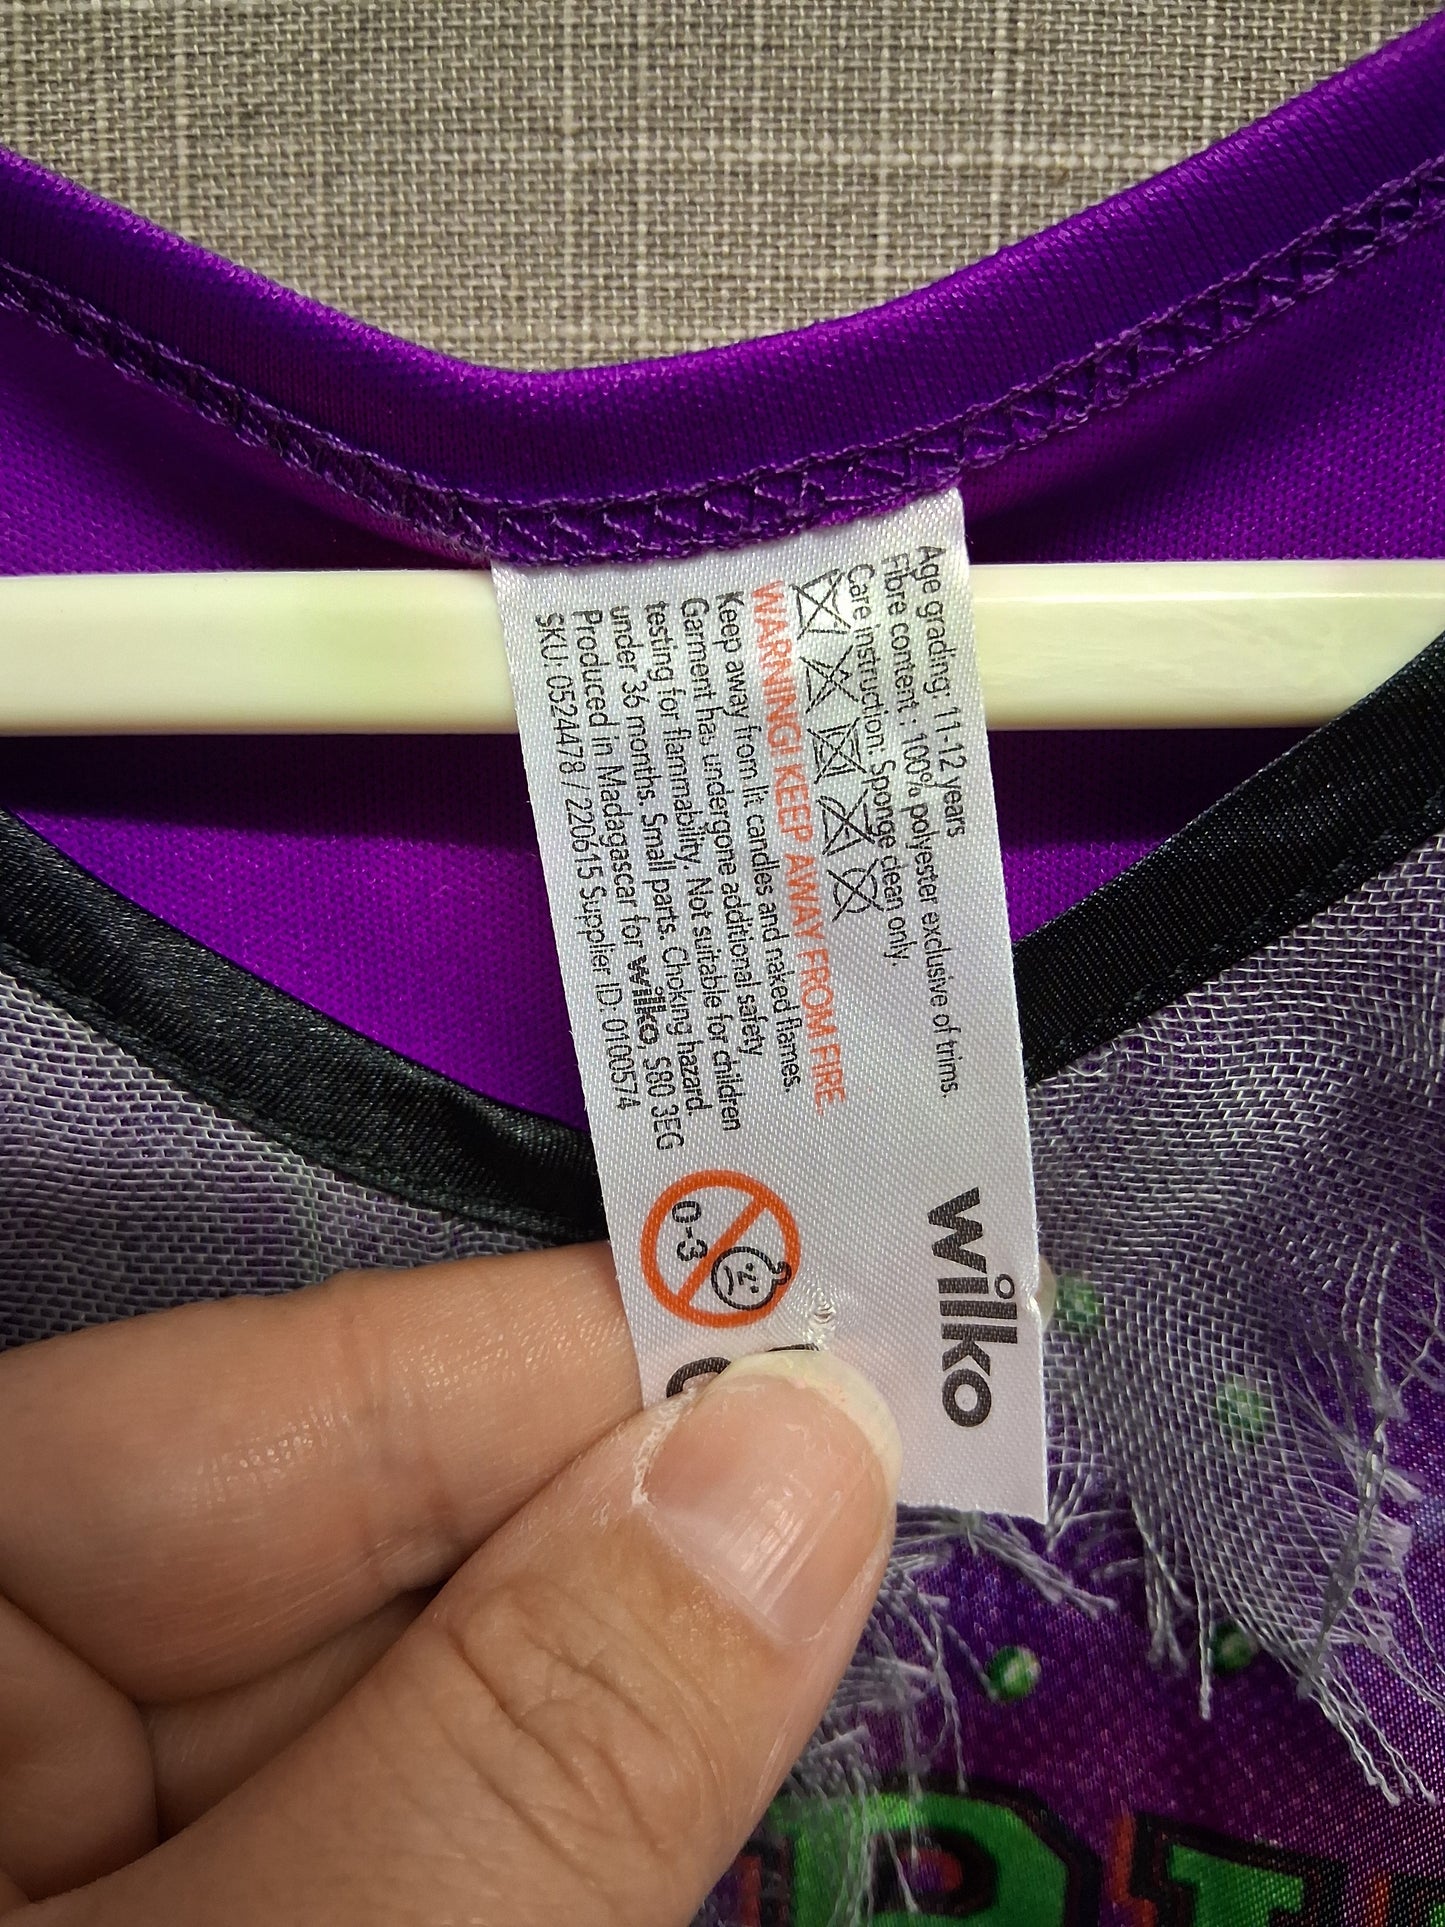 Age grading: 11-12 years
Fibre content : 100% polyester exclusive of trims.
Care instruction: Sponge clean only.
WARNING! KEEP AWAY FROM FIRE.
Keep away from lit candles and naked flames.
Garment has undergone additional safety
testing for flammability. Not suitable for children
under 36 months. Small parts. Choking hazard.
Produced in Madagascar for wilko, S80 3EG
SKU: 0524478 / 220615 Supplier ID: 0100574
wilko
0-3